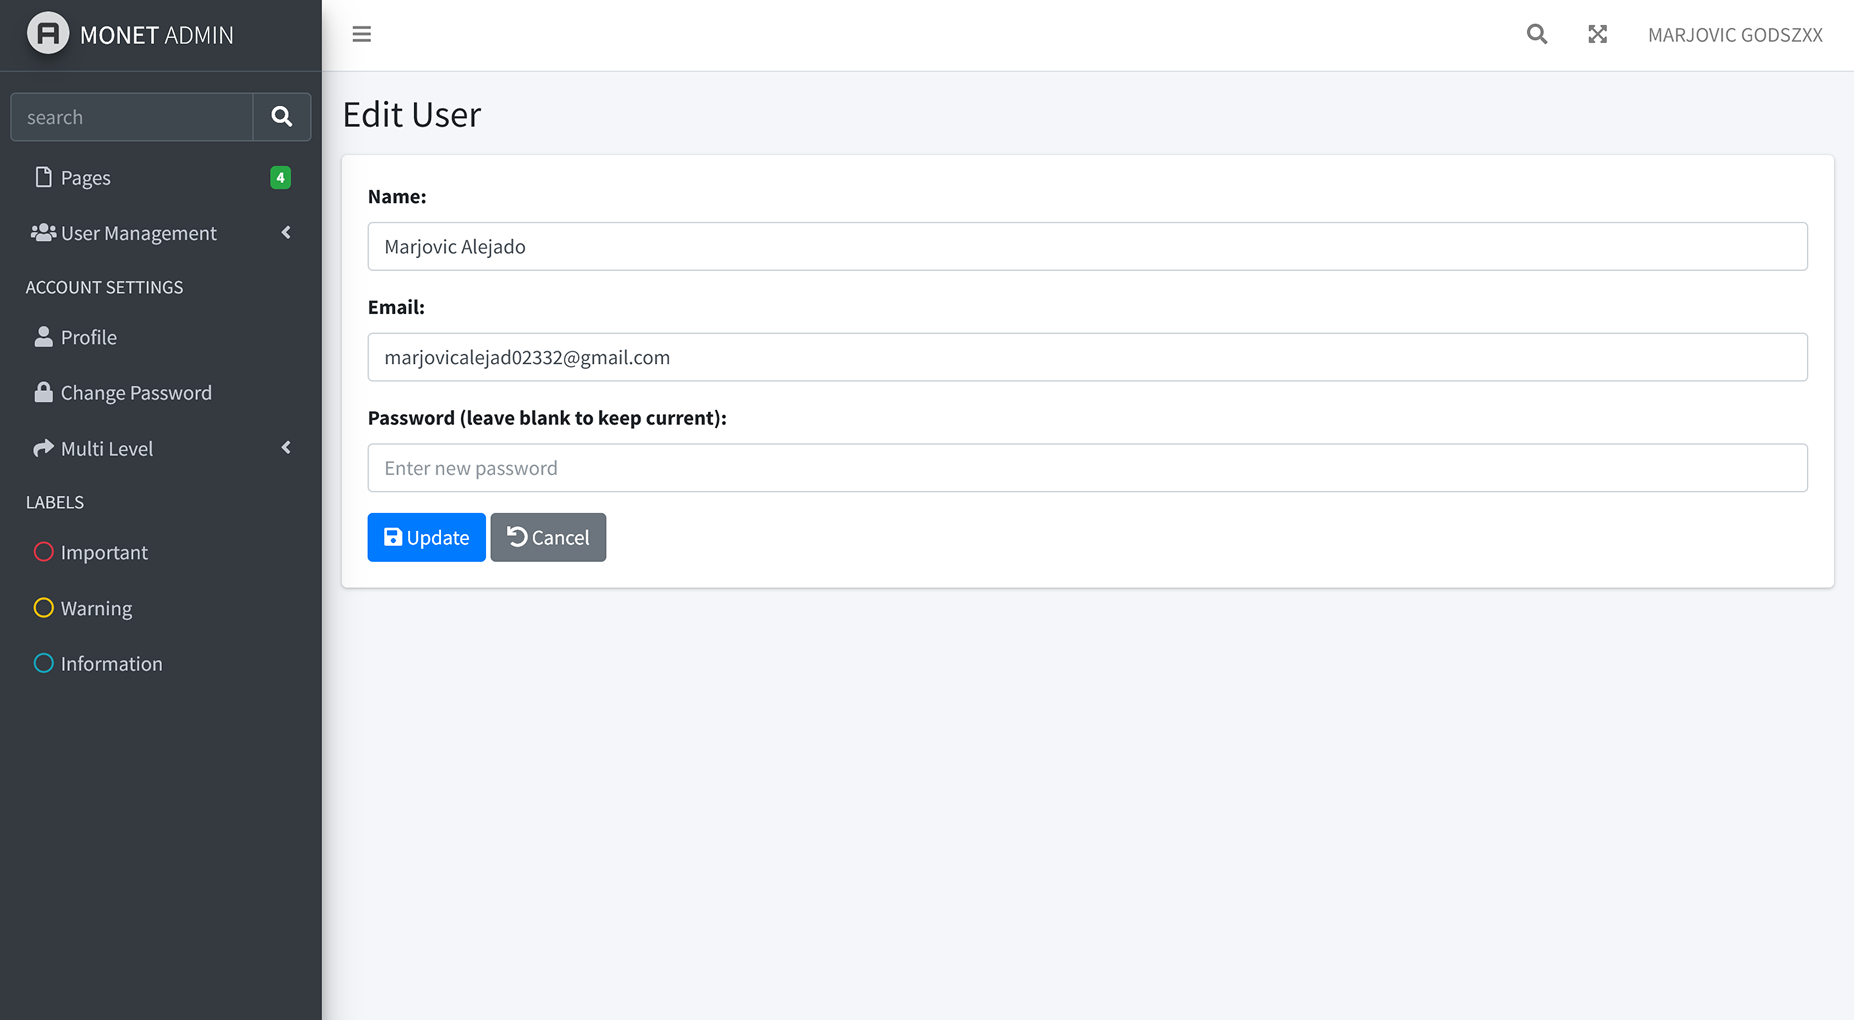 MONET ADMIN
MARJOVIC GODSZXX
search
Pages 4
User Management
ACCOUNT SETTINGS
Profile
Change Password
Multi Level
LABELS
Important
Warning
Information
Edit User
Name:
Marjovic Alejado
Email:
marjovicalejad02332@gmail.com
Password (leave blank to keep current):
Enter new password
Update Cancel